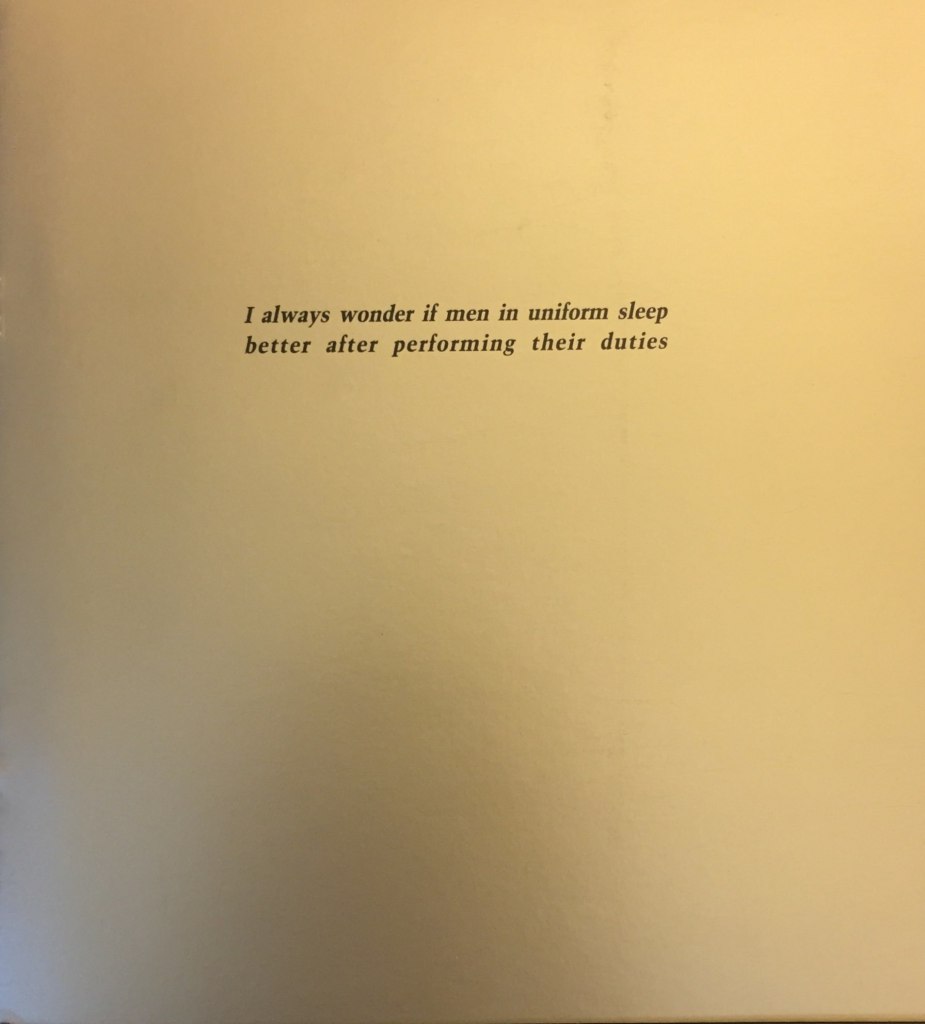 I always wonder if men in uniform sleep
better after performing their duties